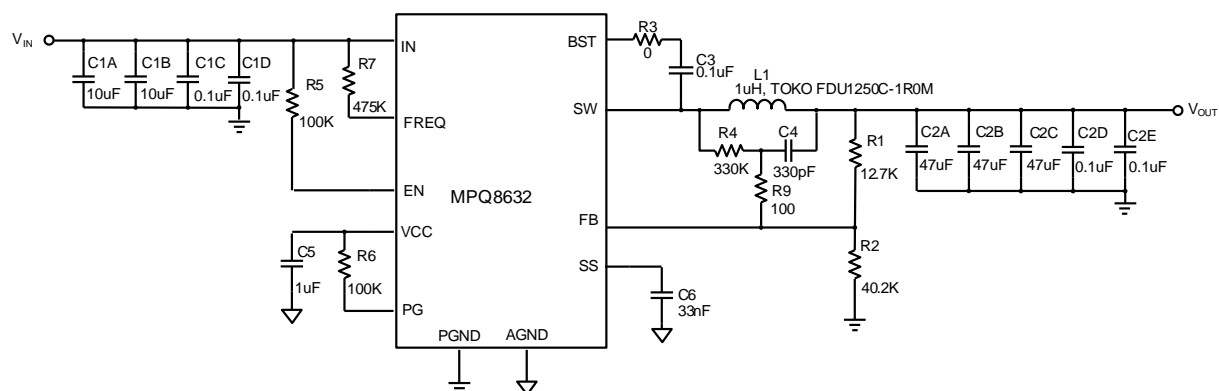 VIN
C1A
10uF
C1B
10uF
C1C
0.1uF
C1D
0.1uF
R5
100K
R7
475K
IN
FREQ
EN
VCC
PG
PGND
AGND
MPQ8632
BST
SW
FB
SS
C5
1uF
R6
100K
R3
0
C3
0.1uF
L1
1uH, TOKO FDU1250C-1R0M
R4
330K
C4
330pF
R9
100
R1
12.7K
R2
40.2K
C6
33nF
C2A
47uF
C2B
47uF
C2C
47uF
C2D
0.1uF
C2E
0.1uF
VOUT